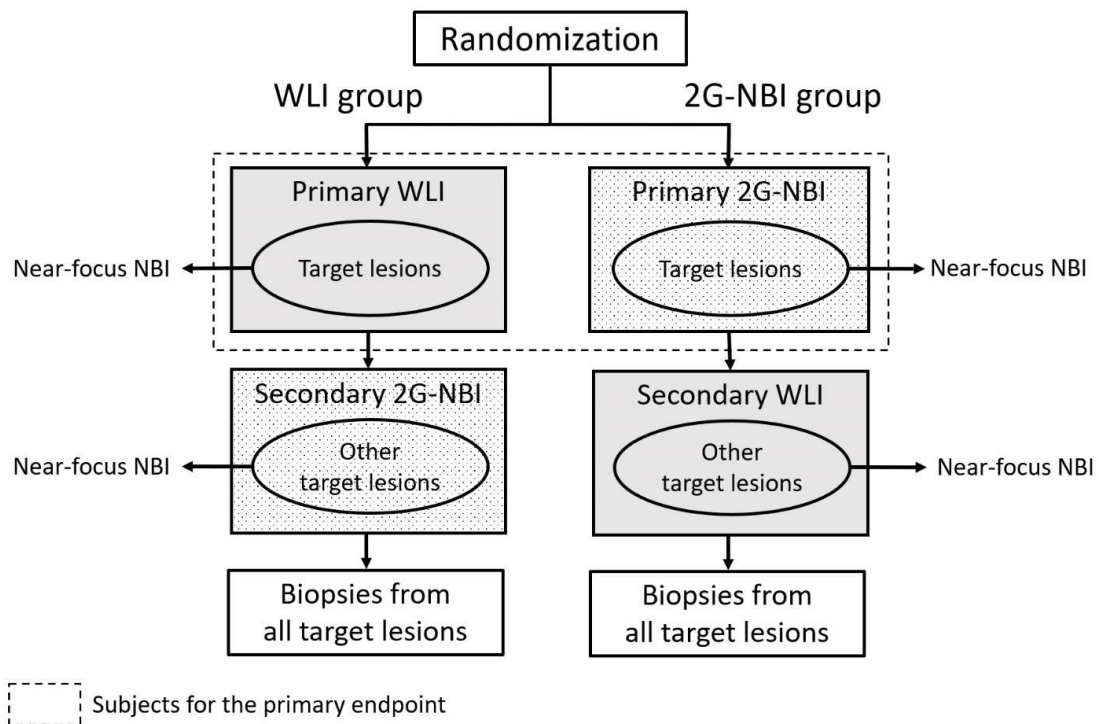 Randomization
WLI group
2G-NBI group
Primary WLI
Primary 2G-NBI
Near-focus NBI
Target lesions
Target lesions
Near-focus NBI
Secondary 2G-NBI
Secondary WLI
Near-focus NBI
Other
target lesions
Other
target lesions
Near-focus NBI
Biopsies from
all target lesions
Biopsies from
all target lesions
Subjects for the primary endpoint